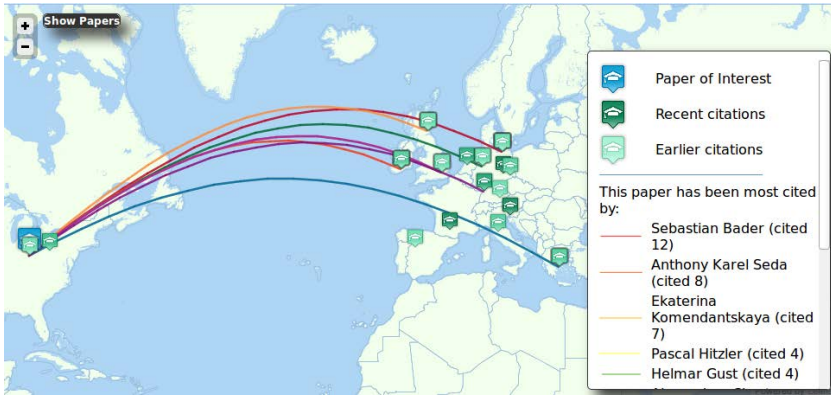 +
Show Papers
−
Paper of Interest
Recent citations
Earlier citations
This paper has been most cited
by:
Sebastian Bader (cited
12)
Anthony Karel Seda
(cited 8)
Ekaterina
Komendantskaya (cited
7)
Pascal Hitzler (cited 4)
Helmar Gust (cited 4)